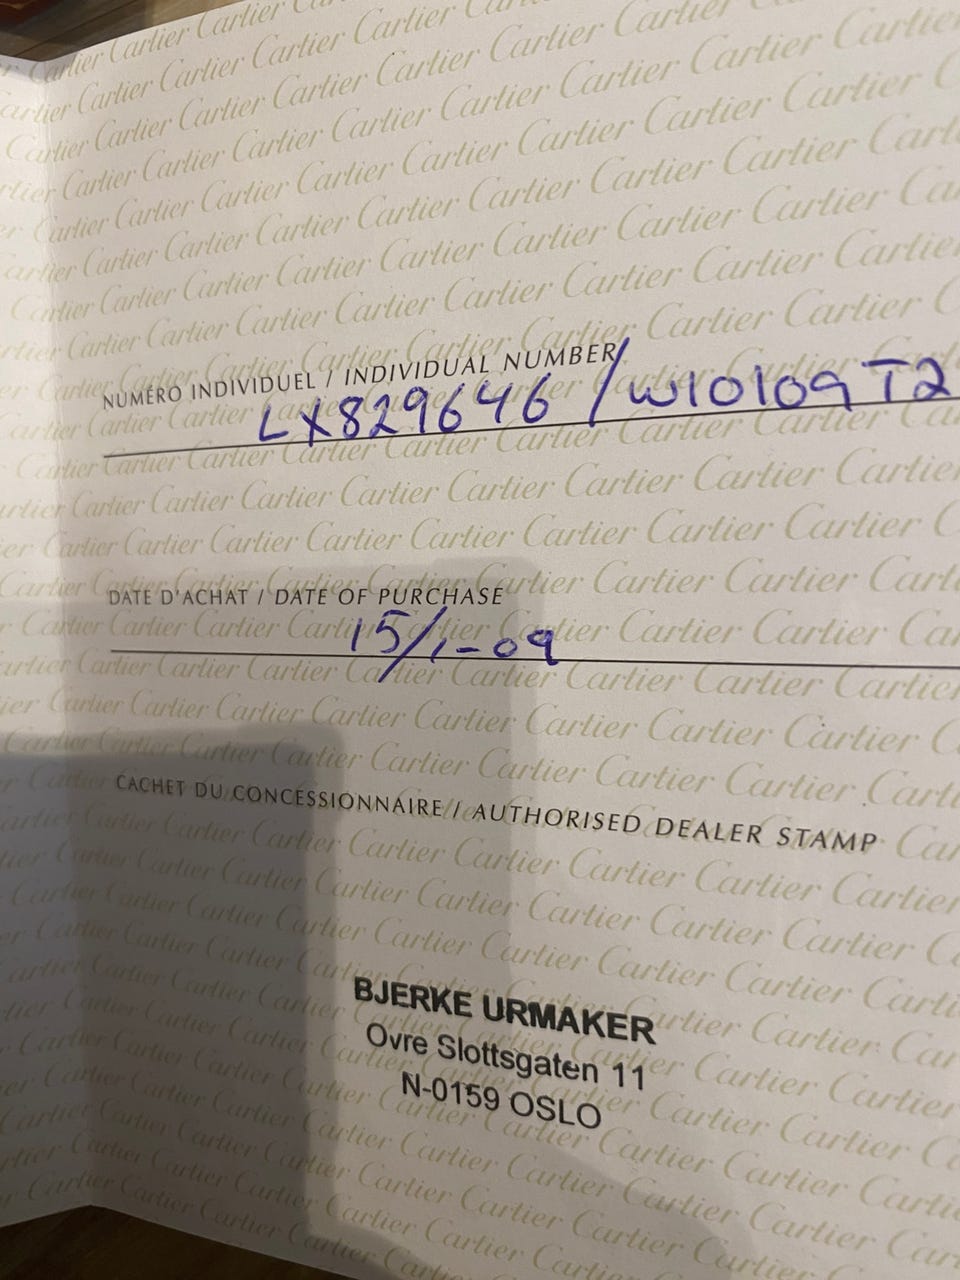 NUMÉRO INDIVIDUEL / INDIVIDUAL NUMBER
LX829646 / W10109T2
DATE D'ACHAT / DATE OF PURCHASE
15/1-09
CACHET DU CONCESSIONNAIRE / AUTHORISED DEALER STAMP
BJERKE URMAKER
Ovre Slottsgaten 11
N-0159 OSLO